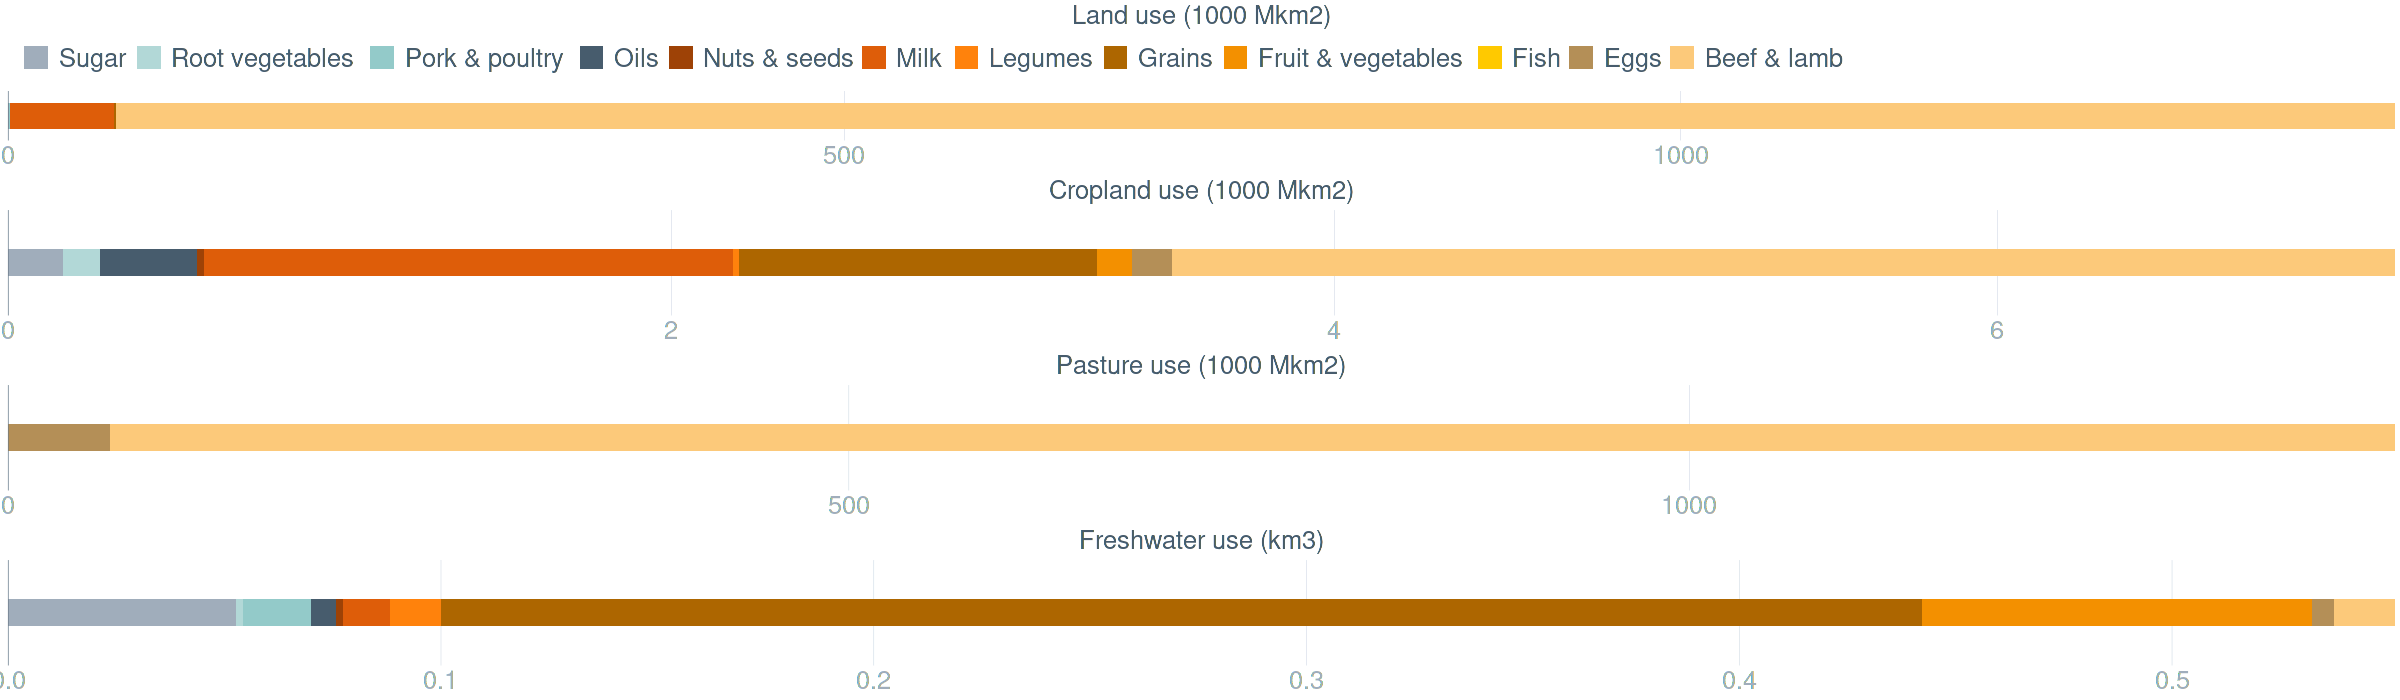 Land use (1000 Mkm2)
Sugar Root vegetables Pork & poultry Oils Nuts & seeds Milk Legumes Grains Fruit & vegetables Fish Eggs Beef & lamb
0 500 1000
Cropland use (1000 Mkm2)
0 2 4 6
Pasture use (1000 Mkm2)
0 500 1000
Freshwater use (km3)
0.0 0.1 0.2 0.3 0.4 0.5